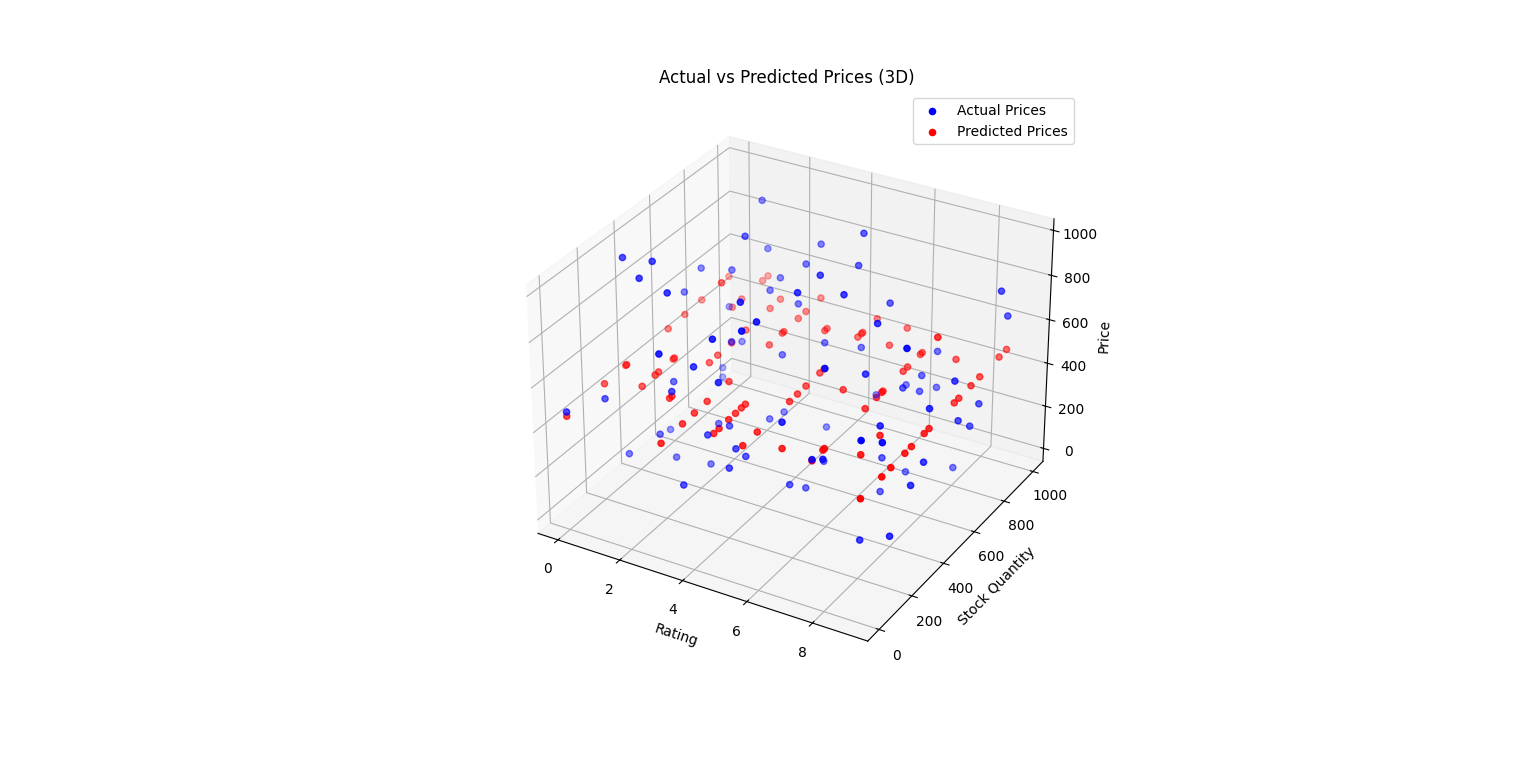 Actual vs Predicted Prices (3D)
Actual Prices
Predicted Prices
1000
800
600
400
200
0
Price
0
2
4
6
8
Rating
0
200
400
600
800
1000
Stock Quantity